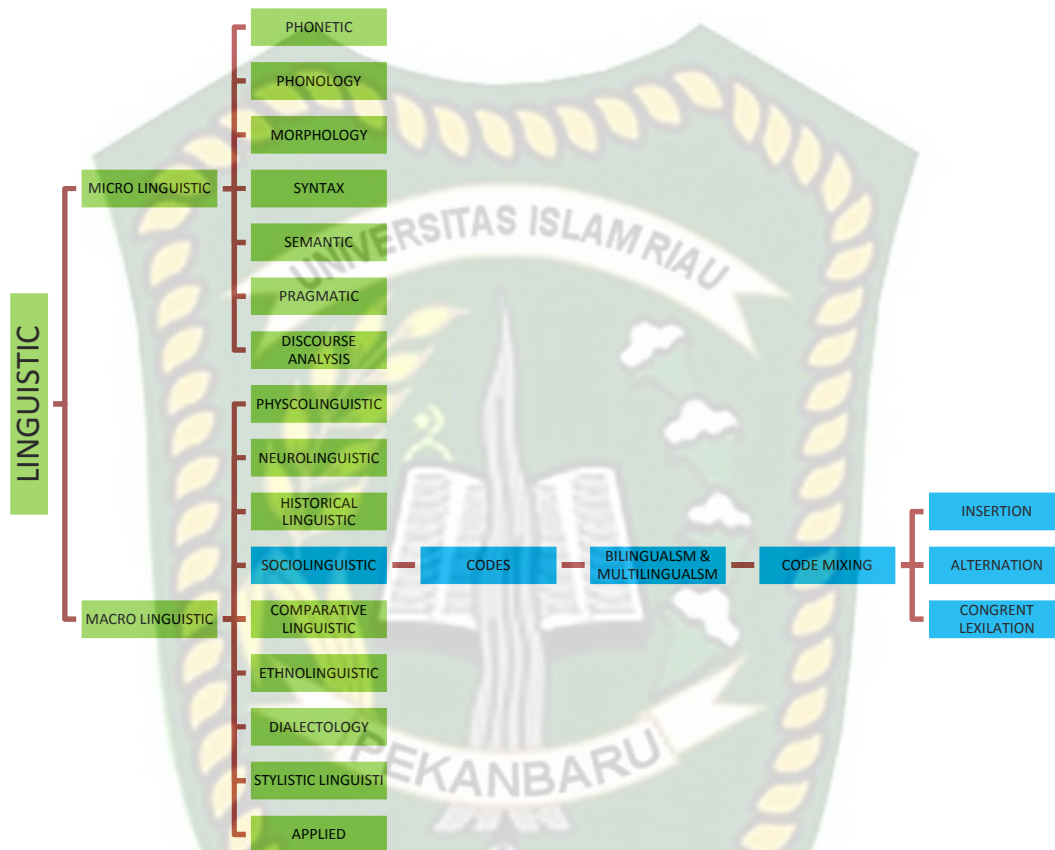 LINGUISTIC
MICRO LINGUISTIC
PHONETIC
PHONOLOGY
MORPHOLOGY
SYNTAX
SEMANTIC
PRAGMATIC
DISCOURSE
ANALYSIS
MACRO LINGUISTIC
PHYSCOLINGUISTIC
NEUROLINGUISTIC
HISTORICAL
LINGUISTIC
SOCIOLINGUISTIC
CODES
BILINGUALSM &
MULTILINGUALSM
CODE MIXING
INSERTION
ALTERNATION
CONGRENT
LEXILATION
COMPARATIVE
LINGUISTIC
ETHNOLINGUISTIC
DIALECTOLOGY
STYLISTIC LINGUISTI
APPLIED
UNIVERSITAS ISLAM RIAU
PEKANBARU